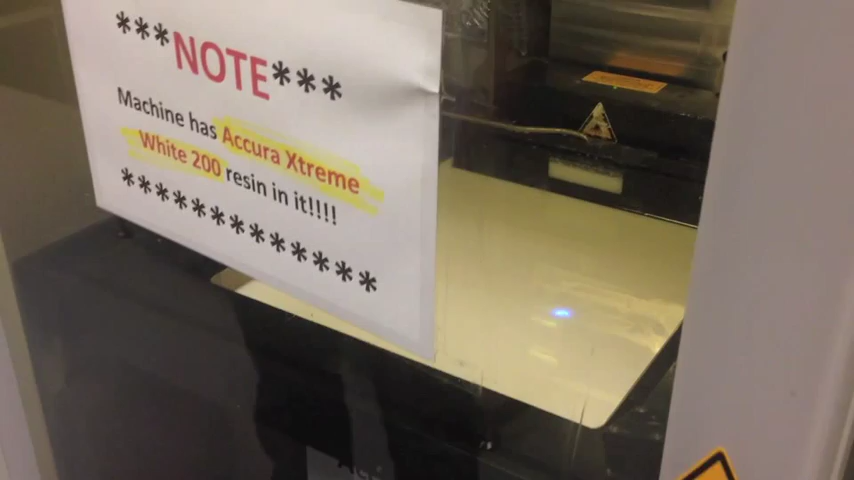 ***NOTE***
Machine has Accura Xtreme
White 200 resin in it!!!!
************